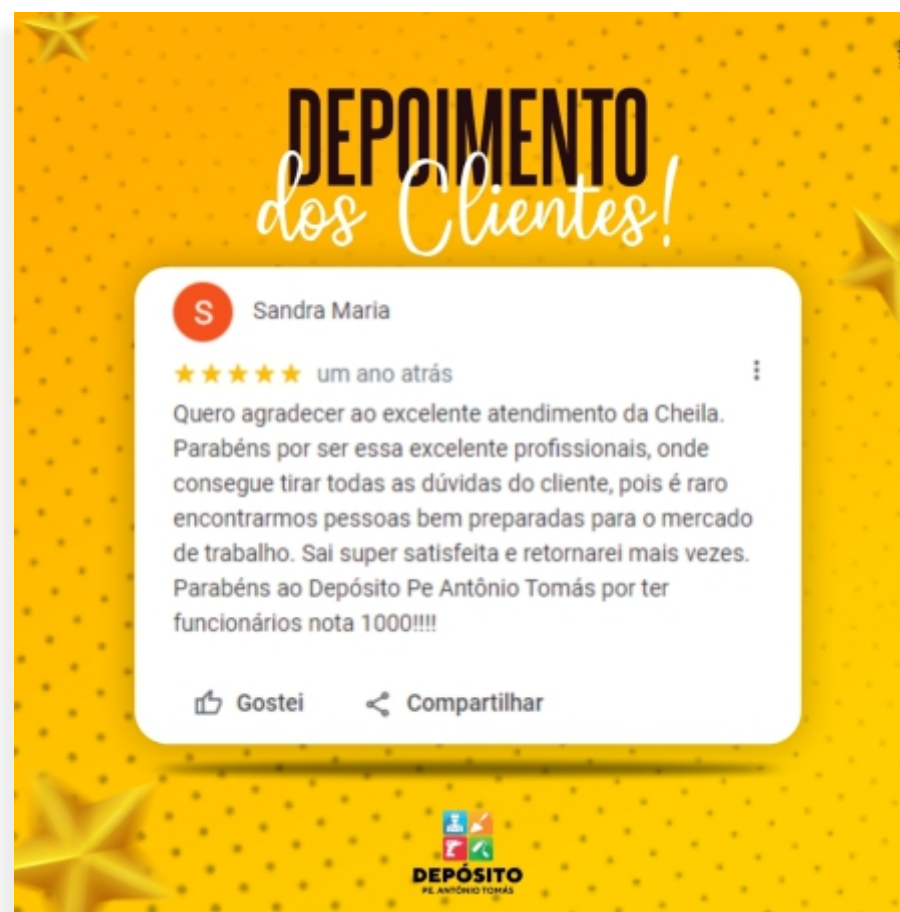 DEPOIMENTO
dos Clientes!
S
Sandra Maria
um ano atrás
Quero agradecer ao excelente atendimento da Cheila.
Parabéns por ser essa excelente profissionais, onde
consegue tirar todas as dúvidas do cliente, pois é raro
encontrarmos pessoas bem preparadas para o mercado
de trabalho. Sai super satisfeita e retornarei mais vezes.
Parabéns ao Depósito Pe Antônio Tomás por ter
funcionários nota 1000!!!!
Gostei
Compartilhar
DEPÓSITO
PE. ANTÔNIO TOMÁS